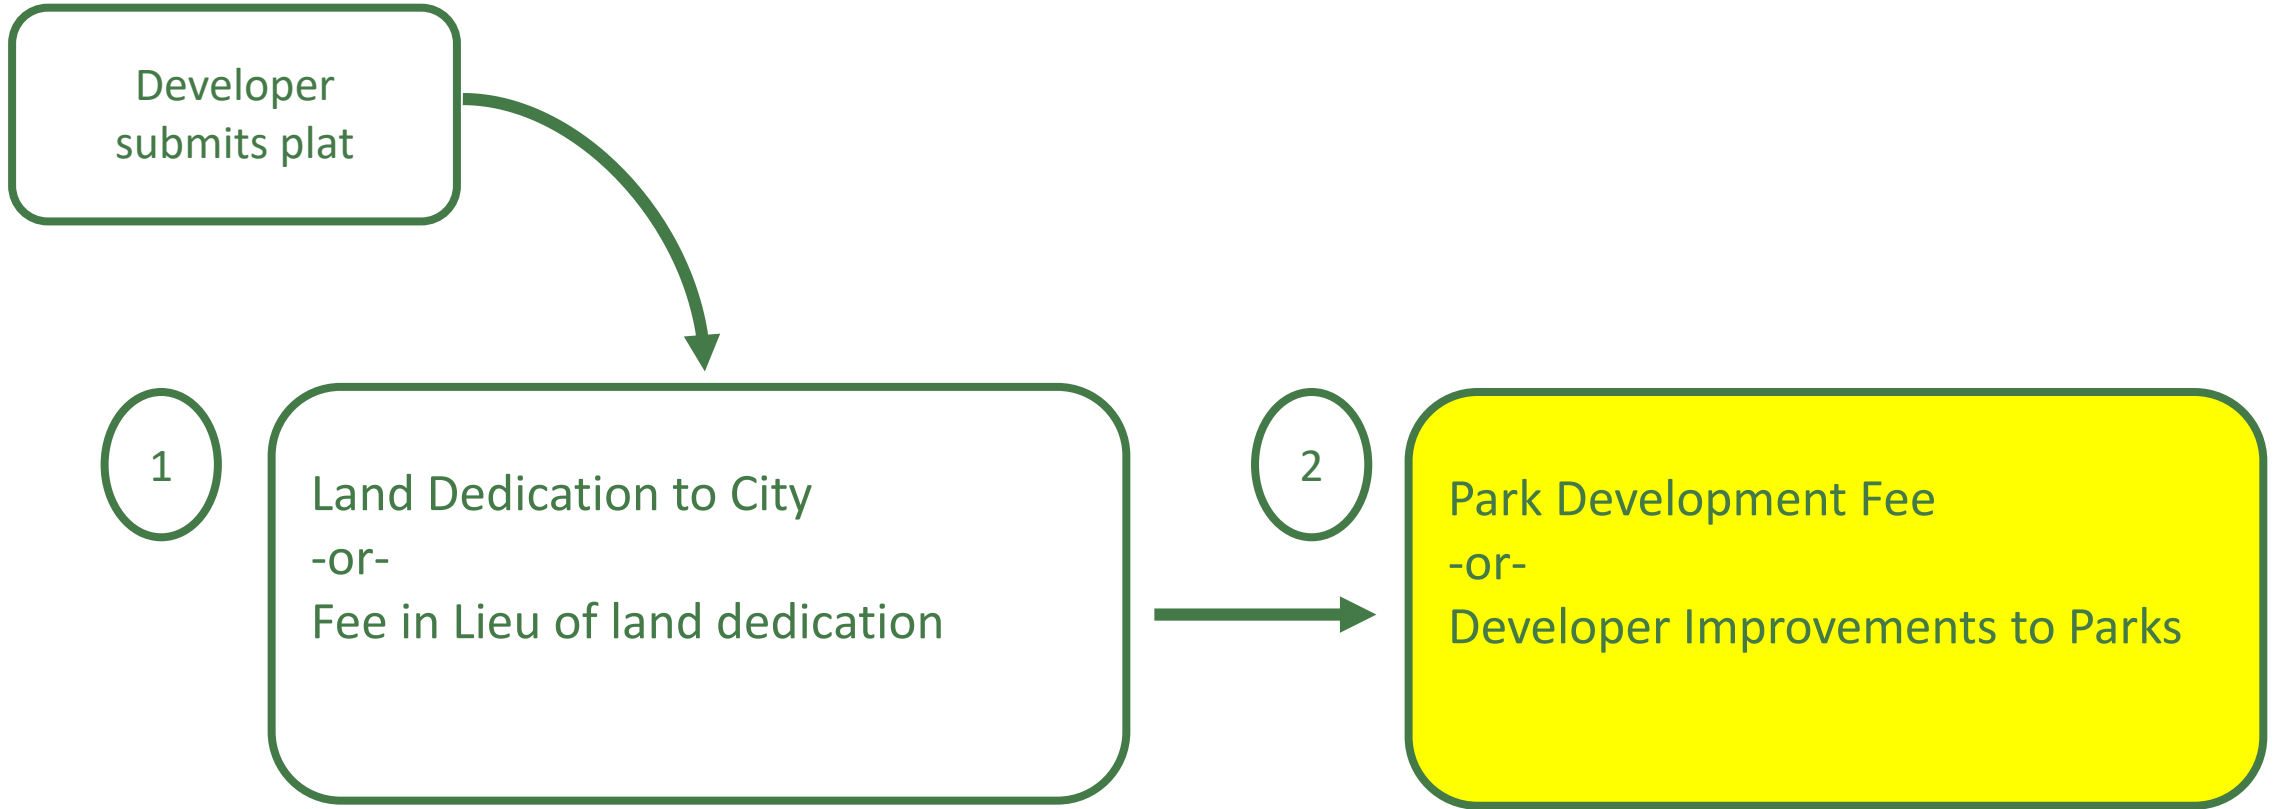 Developer
submits plat
1
Land Dedication to City
-or-
Fee in Lieu of land dedication
2
Park Development Fee
-or-
Developer Improvements to Parks